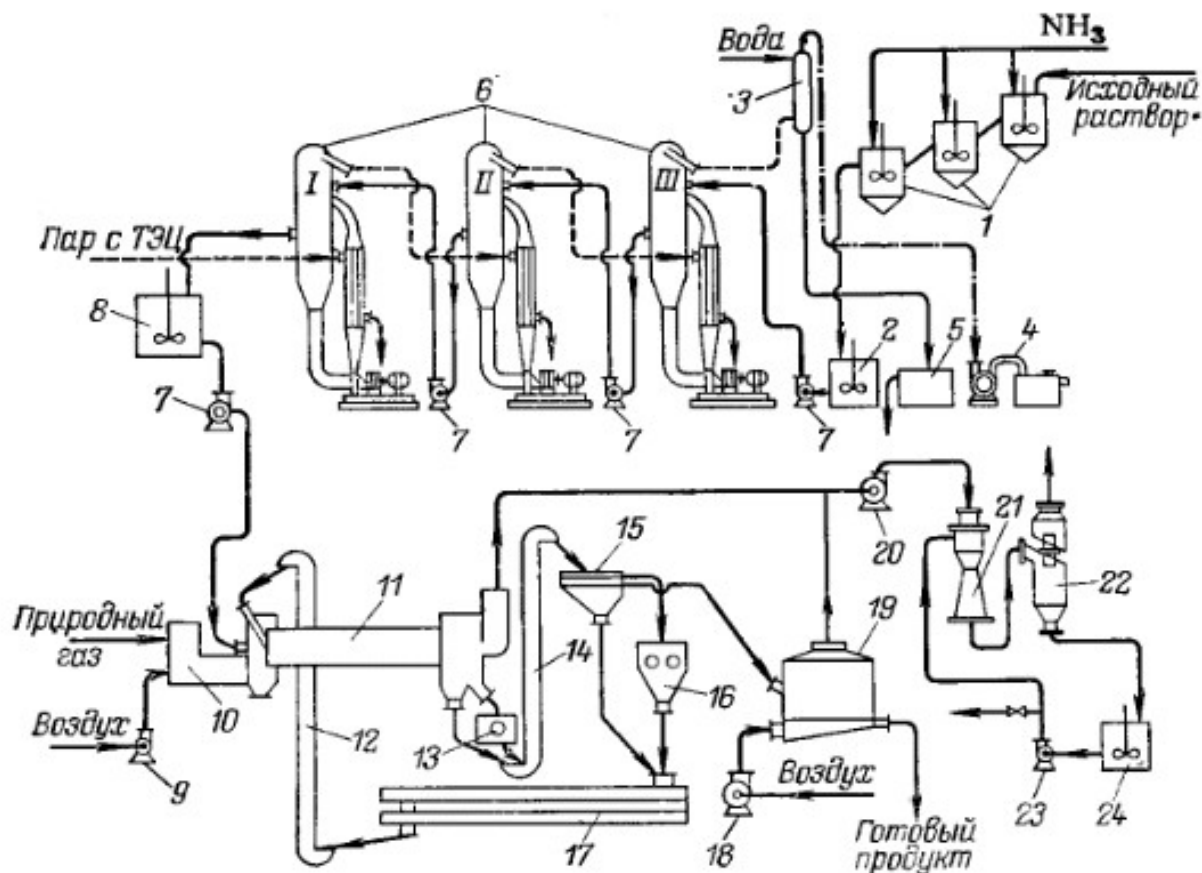 NH₃
Вода
6
3
Исходный
раствор
I
II
III
1
Пар с ТЭЦ
8
2
5
4
7
7
7
7
21
15
20
22
11
19
Природный
газ
14
16
10
13
12
Воздух
Воздух
9
17
18
23
24
Готовый
продукт